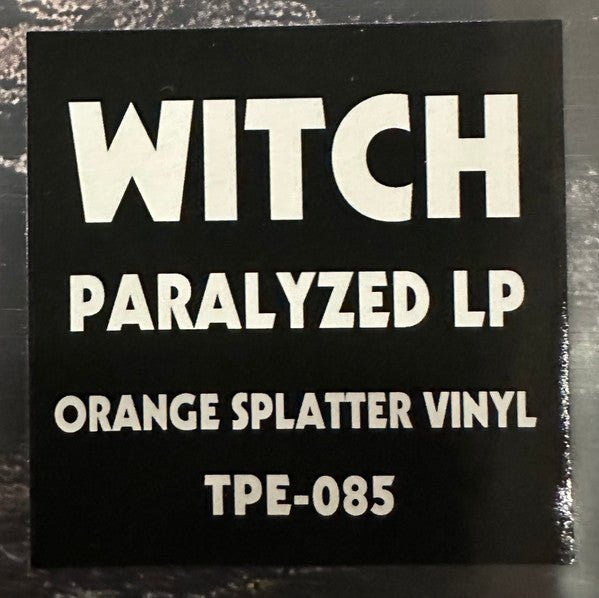 WITCH
PARALYZED LP
ORANGE SPLATTER VINYL
TPE-085